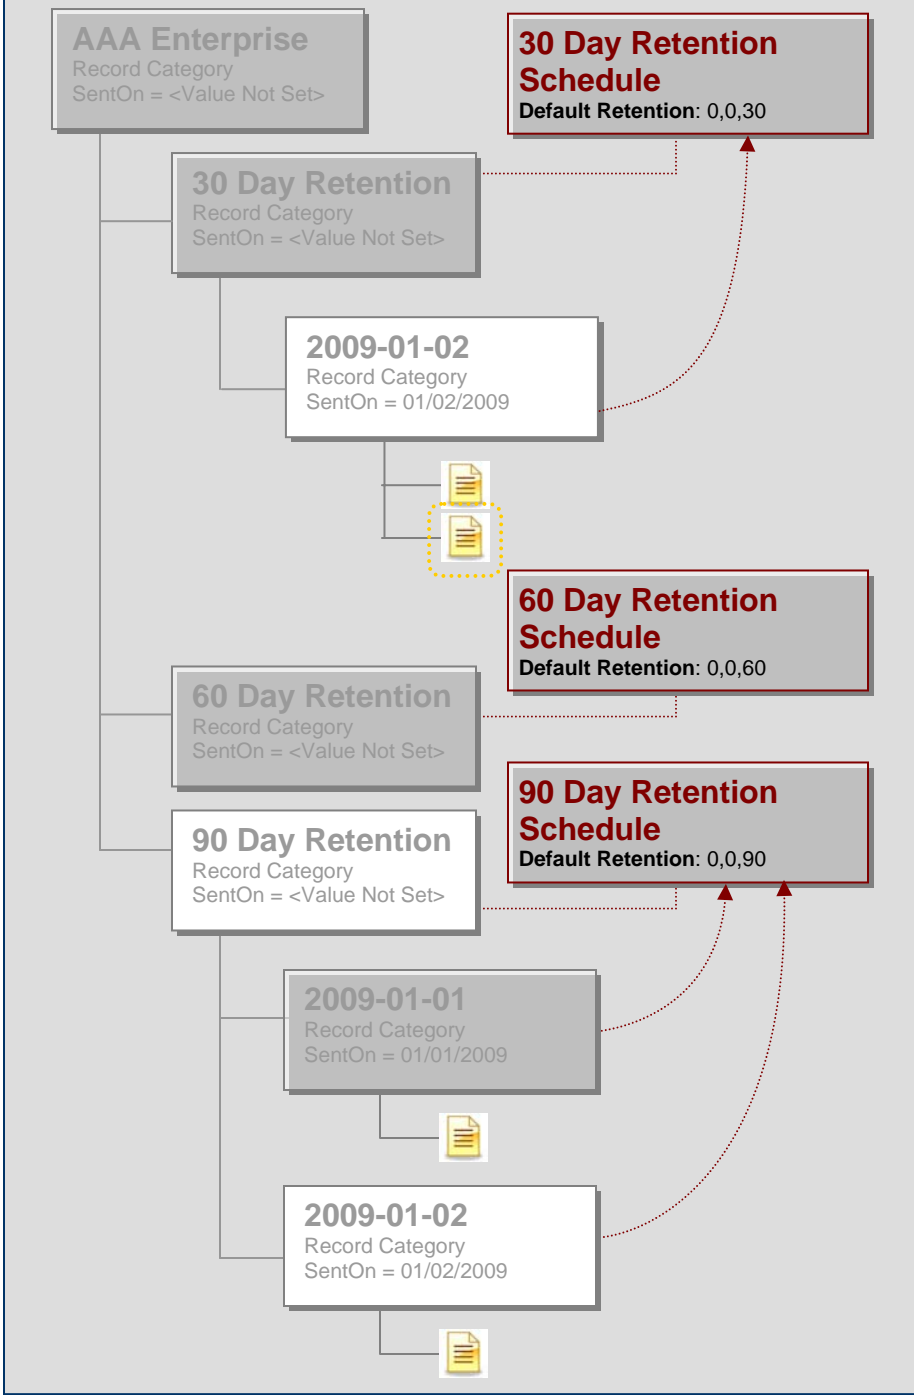 AAA Enterprise
Record Category
SentOn = <Value Not Set>
30 Day Retention
Schedule
Default Retention: 0,0,30
30 Day Retention
Record Category
SentOn = <Value Not Set>
2009-01-02
Record Category
SentOn = 01/02/2009
60 Day Retention
Schedule
Default Retention: 0,0,60
60 Day Retention
Record Category
SentOn = <Value Not Set>
90 Day Retention
Schedule
Default Retention: 0,0,90
90 Day Retention
Record Category
SentOn = <Value Not Set>
2009-01-01
Record Category
SentOn = 01/01/2009
2009-01-02
Record Category
SentOn = 01/02/2009